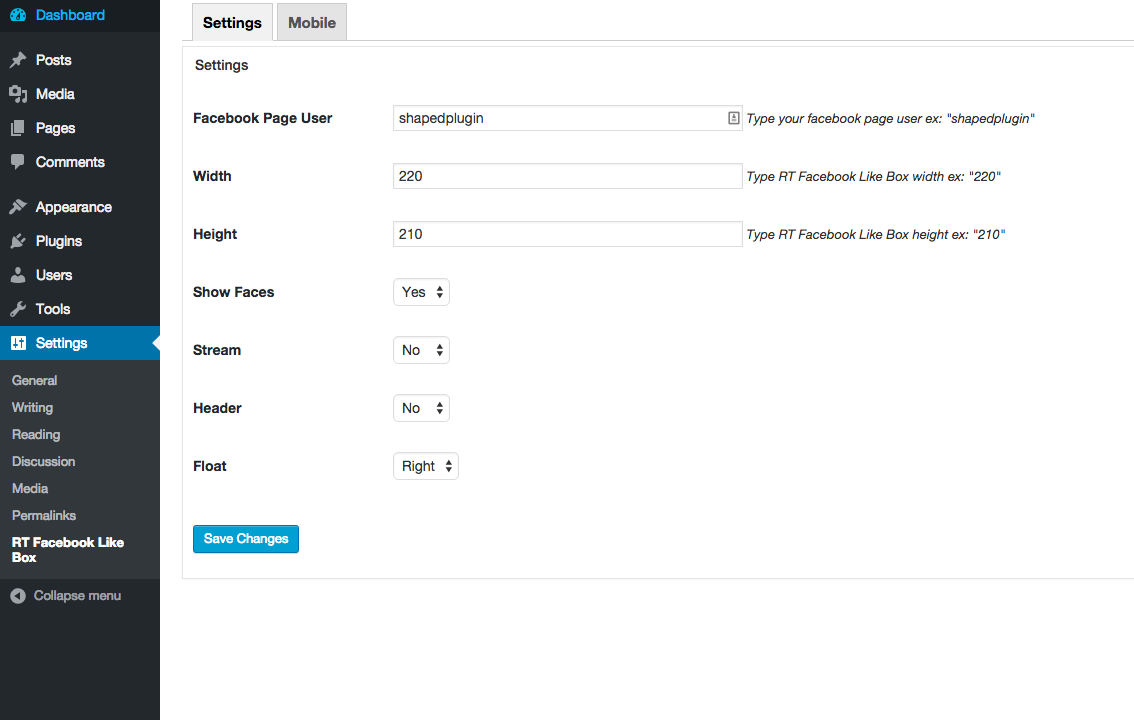 Dashboard
Posts
Media
Pages
Comments
Appearance
Plugins
Users
Tools
Settings
General
Writing
Reading
Discussion
Media
Permalinks
RT Facebook Like
Box
Collapse menu
Settings Mobile
Settings
Facebook Page User shapedplugin Type your facebook page user ex: "shapedplugin"
Width 220 Type RT Facebook Like Box width ex: "220"
Height 210 Type RT Facebook Like Box height ex: "210"
Show Faces Yes
Stream No
Header No
Float Right
Save Changes